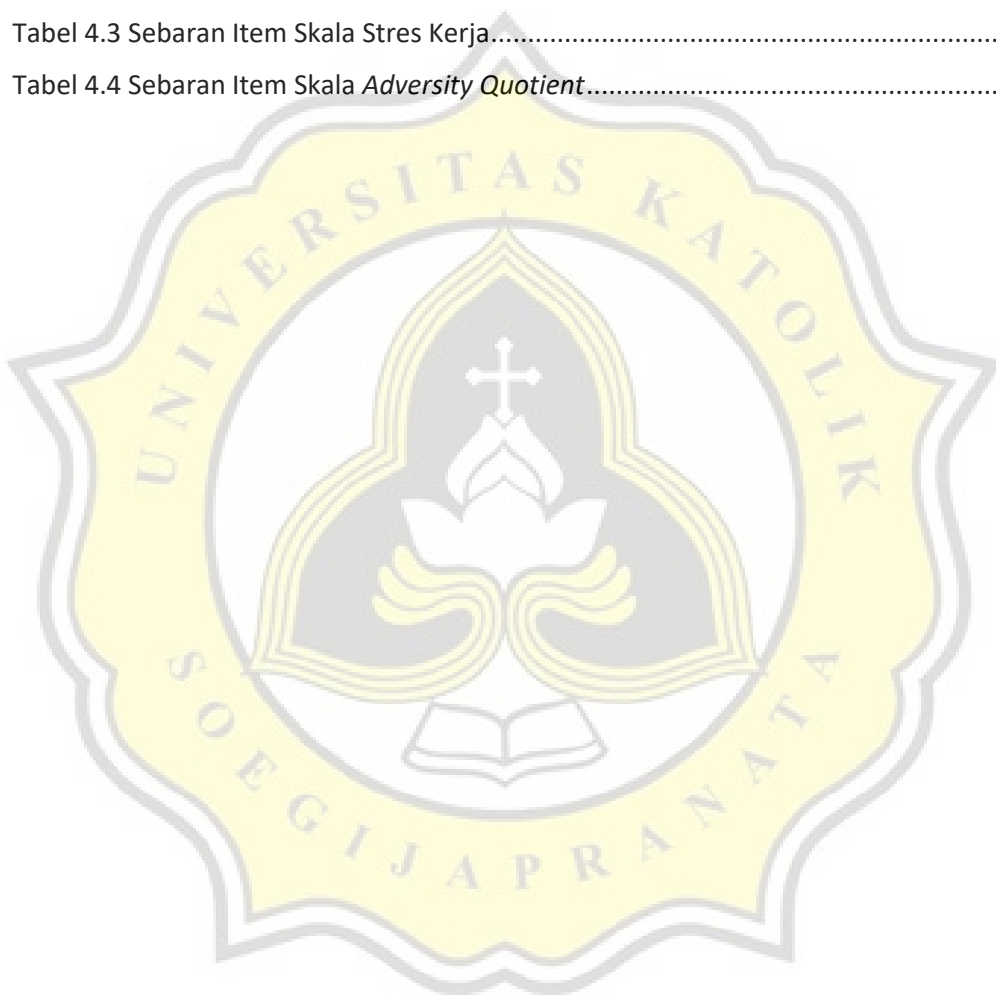 Tabel 4.3 Sebaran Item Skala Stres Kerja.......................................................................
Tabel 4.4 Sebaran Item Skala Adversity Quotient..........................................................
UNIVERSITAS KATOLIK
SOEGIJAPRANATA